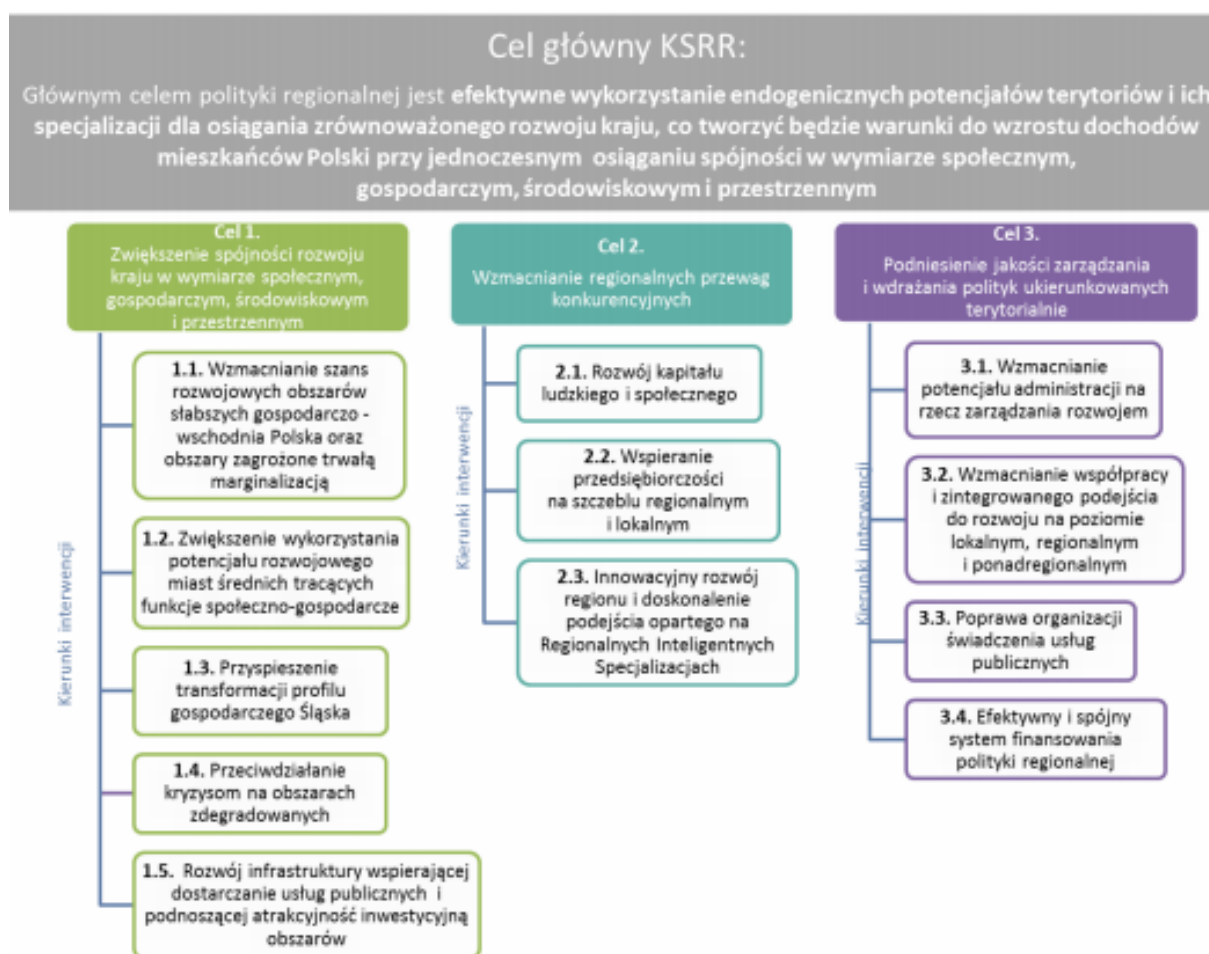 Cel główny KSRR:
Głównym celem polityki regionalnej jest efektywne wykorzystanie endogenicznych potencjałów terytoriów i ich
specjalizacji dla osiągania zrównoważonego rozwoju kraju, co tworzyć będzie warunki do wzrostu dochodów
mieszkańców Polski przy jednoczesnym osiąganiu spójności w wymiarze społecznym,
gospodarczym, środowiskowym i przestrzennym
Cel 1.
Zwiększenie spójności rozwoju
kraju w wymiarze społecznym,
gospodarczym, środowiskowym
i przestrzennym
Kierunki interwencji
1.1. Wzmacnianie szans
rozwojowych obszarów
słabszych gospodarczo -
wschodnia Polska oraz
obszary zagrożone trwałą
marginalizacją
1.2. Zwiększenie wykorzystania
potencjału rozwojowego
miast średnich tracących
funkcje społeczno-gospodarcze
1.3. Przyspieszenie
transformacji profilu
gospodarczego Śląska
1.4. Przeciwdziałanie
kryzysom na obszarach
zdegradowanych
1.5. Rozwój infrastruktury wspierającej
dostarczanie usług publicznych i
podnoszącej atrakcyjność inwestycyjną
obszarów
Cel 2.
Wzmacnianie regionalnych przewag
konkurencyjnych
Kierunki interwencji
2.1. Rozwój kapitału
ludzkiego i społecznego
2.2. Wspieranie
przedsiębiorczości
na szczeblu regionalnym
i lokalnym
2.3. Innowacyjny rozwój
regionu i doskonalenie
podejścia opartego na
Regionalnych Inteligentnych
Specjalizacjach
Cel 3.
Podniesienie jakości zarządzania
i wdrażania polityk ukierunkowanych
terytorialnie
Kierunki interwencji
3.1. Wzmacnianie
potencjału administracji na
rzecz zarządzania rozwojem
3.2. Wzmacnianie współpracy
i zintegrowanego podejścia
do rozwoju na poziomie
lokalnym, regionalnym
i ponadregionalnym
3.3. Poprawa organizacji
świadczenia usług
publicznych
3.4. Efektywny i spójny
system finansowania
polityki regionalnej